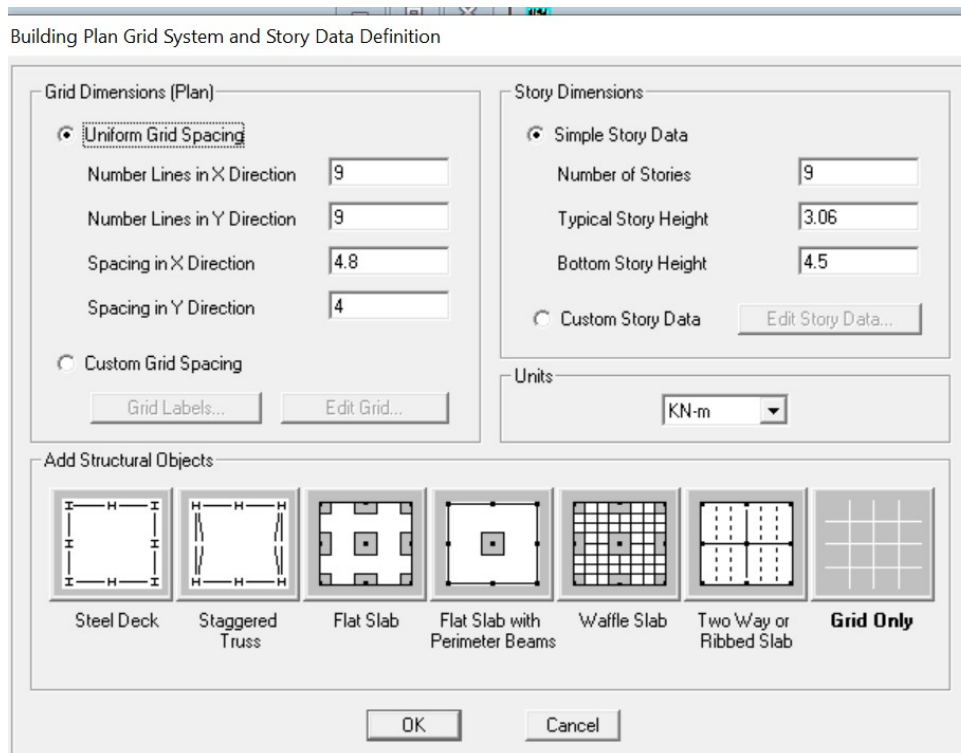 Building Plan Grid System and Story Data Definition
Grid Dimensions (Plan)
Uniform Grid Spacing
Number Lines in X Direction 9
Number Lines in Y Direction 9
Spacing in X Direction 4.8
Spacing in Y Direction 4
Custom Grid Spacing
Grid Labels... Edit Grid...
Story Dimensions
Simple Story Data
Number of Stories 9
Typical Story Height 3.06
Bottom Story Height 4.5
Custom Story Data Edit Story Data...
Units
KN-m
Add Structural Objects
Steel Deck
Staggered
Truss
Flat Slab
Flat Slab with
Perimeter Beams
Waffle Slab
Two Way or
Ribbed Slab
Grid Only
OK Cancel